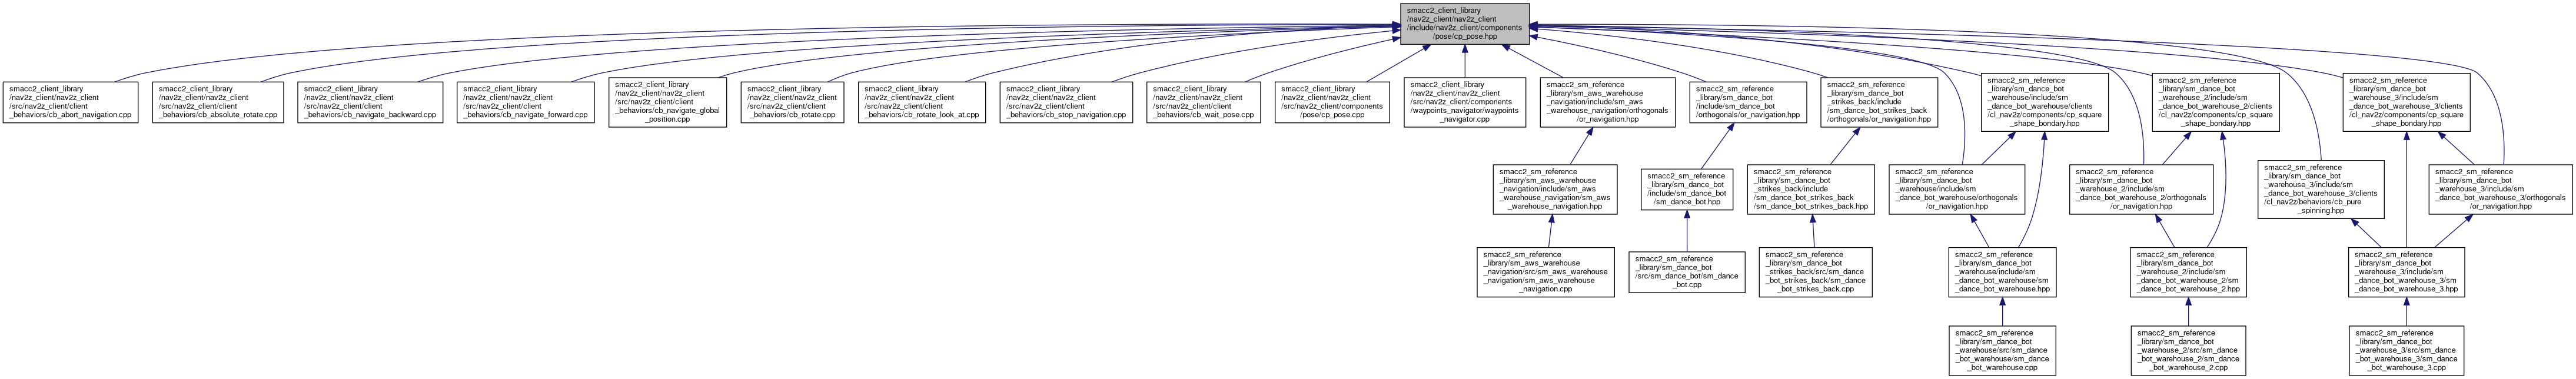 smacc2_client_library
/nav2z_client/nav2z_client
/include/nav2z_client/components
/pose/cp_pose.hpp
smacc2_client_library
/nav2z_client/nav2z_client
/src/nav2z_client/client
_behaviors/cb_abort_navigation.cpp
smacc2_client_library
/nav2z_client/nav2z_client
/src/nav2z_client/client
_behaviors/cb_absolute_rotate.cpp
smacc2_client_library
/nav2z_client/nav2z_client
/src/nav2z_client/client
_behaviors/cb_navigate_backward.cpp
smacc2_client_library
/nav2z_client/nav2z_client
/src/nav2z_client/client
_behaviors/cb_navigate_forward.cpp
smacc2_client_library
/nav2z_client/nav2z_client
/src/nav2z_client/client
_behaviors/cb_navigate_global
_position.cpp
smacc2_client_library
/nav2z_client/nav2z_client
/src/nav2z_client/client
_behaviors/cb_rotate.cpp
smacc2_client_library
/nav2z_client/nav2z_client
/src/nav2z_client/client
_behaviors/cb_rotate_look_at.cpp
smacc2_client_library
/nav2z_client/nav2z_client
/src/nav2z_client/client
_behaviors/cb_stop_navigation.cpp
smacc2_client_library
/nav2z_client/nav2z_client
/src/nav2z_client/client
_behaviors/cb_wait_pose.cpp
smacc2_client_library
/nav2z_client/nav2z_client
/src/nav2z_client/components
/pose/cp_pose.cpp
smacc2_client_library
/nav2z_client/nav2z_client
/src/nav2z_client/components
/waypoints_navigator/waypoints
_navigator.cpp
smacc2_sm_reference
_library/sm_aws_warehouse
_navigation/include/sm_aws
_warehouse_navigation/orthogonals
/or_navigation.hpp
smacc2_sm_reference
_library/sm_dance_bot
/include/sm_dance_bot
/orthogonals/or_navigation.hpp
smacc2_sm_reference
_library/sm_dance_bot
_strikes_back/include
/sm_dance_bot_strikes_back
/orthogonals/or_navigation.hpp
smacc2_sm_reference
_library/sm_dance_bot
_warehouse/include/sm
_dance_bot_warehouse/clients
/cl_nav2z/components/cp_square
_shape_bondary.hpp
smacc2_sm_reference
_library/sm_dance_bot
_warehouse_2/include/sm
_dance_bot_warehouse_2/clients
/cl_nav2z/components/cp_square
_shape_bondary.hpp
smacc2_sm_reference
_library/sm_dance_bot
_warehouse_3/include/sm
_dance_bot_warehouse_3/clients
/cl_nav2z/components/cp_square
_shape_bondary.hpp
smacc2_sm_reference
_library/sm_aws_warehouse
_navigation/include/sm_aws
_warehouse_navigation/sm_aws
_warehouse_navigation.hpp
smacc2_sm_reference
_library/sm_dance_bot
/include/sm_dance_bot
/sm_dance_bot.hpp
smacc2_sm_reference
_library/sm_dance_bot
_strikes_back/include
/sm_dance_bot_strikes_back
/sm_dance_bot_strikes_back.hpp
smacc2_sm_reference
_library/sm_dance_bot
_warehouse/include/sm
_dance_bot_warehouse/orthogonals
/or_navigation.hpp
smacc2_sm_reference
_library/sm_dance_bot
_warehouse_2/include/sm
_dance_bot_warehouse_2/orthogonals
/or_navigation.hpp
smacc2_sm_reference
_library/sm_dance_bot
_warehouse_3/include/sm
_dance_bot_warehouse_3/clients
/cl_nav2z/behaviors/cb_pure
_spinning.hpp
smacc2_sm_reference
_library/sm_dance_bot
_warehouse_3/include/sm
_dance_bot_warehouse_3/orthogonals
/or_navigation.hpp
smacc2_sm_reference
_library/sm_aws_warehouse
_navigation/src/sm_aws_warehouse
_navigation/sm_aws_warehouse
_navigation.cpp
smacc2_sm_reference
_library/sm_dance_bot
/src/sm_dance_bot/sm_dance
_bot.cpp
smacc2_sm_reference
_library/sm_dance_bot
_strikes_back/src/sm_dance
_bot_strikes_back/sm_dance
_bot_strikes_back.cpp
smacc2_sm_reference
_library/sm_dance_bot
_warehouse/include/sm
_dance_bot_warehouse/sm
_dance_bot_warehouse.hpp
smacc2_sm_reference
_library/sm_dance_bot
_warehouse_2/include/sm
_dance_bot_warehouse_2/sm
_dance_bot_warehouse_2.hpp
smacc2_sm_reference
_library/sm_dance_bot
_warehouse_3/include/sm
_dance_bot_warehouse_3/sm
_dance_bot_warehouse_3.hpp
smacc2_sm_reference
_library/sm_dance_bot
_warehouse/src/sm_dance
_bot_warehouse/sm_dance
_bot_warehouse.cpp
smacc2_sm_reference
_library/sm_dance_bot
_warehouse_2/src/sm_dance
_bot_warehouse_2/sm_dance
_bot_warehouse_2.cpp
smacc2_sm_reference
_library/sm_dance_bot
_warehouse_3/src/sm_dance
_bot_warehouse_3/sm_dance
_bot_warehouse_3.cpp